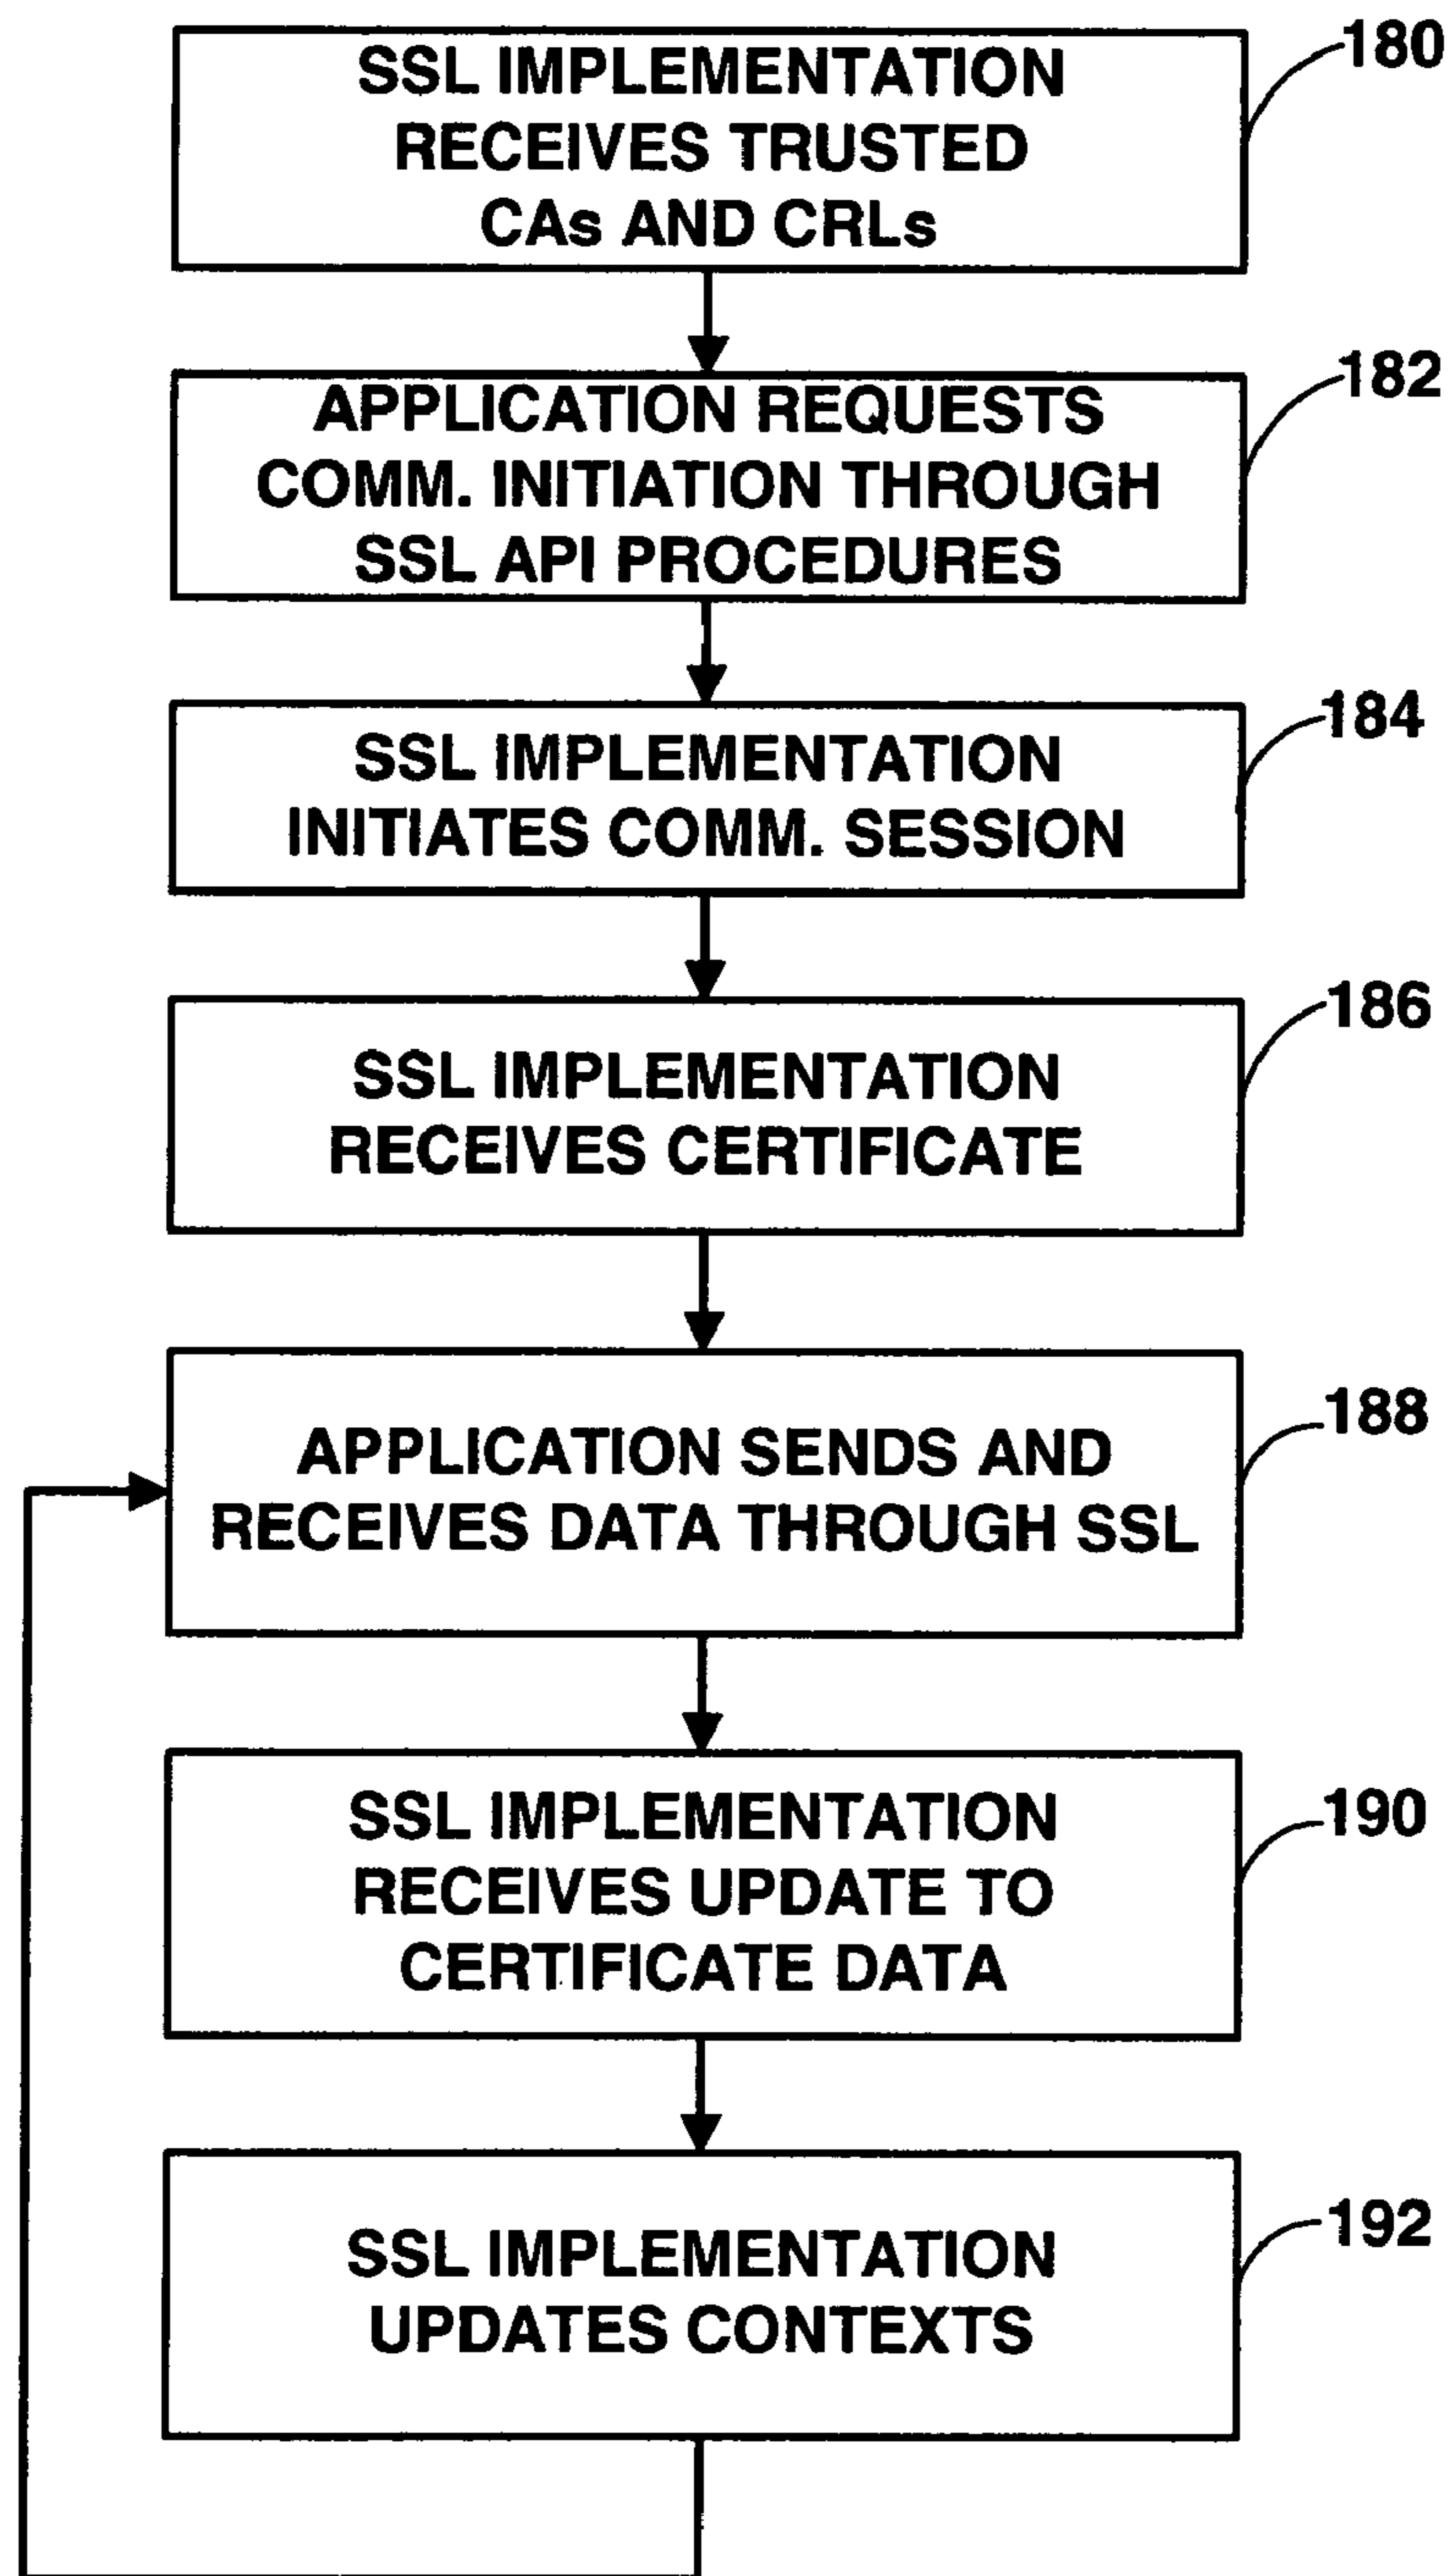 180
SSL IMPLEMENTATION
RECEIVES TRUSTED
CAs AND CRLs
182
APPLICATION REQUESTS
COMM. INITIATION THROUGH
SSL API PROCEDURES
184
SSL IMPLEMENTATION
INITIATES COMM. SESSION
186
SSL IMPLEMENTATION
RECEIVES CERTIFICATE
188
APPLICATION SENDS AND
RECEIVES DATA THROUGH SSL
190
SSL IMPLEMENTATION
RECEIVES UPDATE TO
CERTIFICATE DATA
192
SSL IMPLEMENTATION
UPDATES CONTEXTS